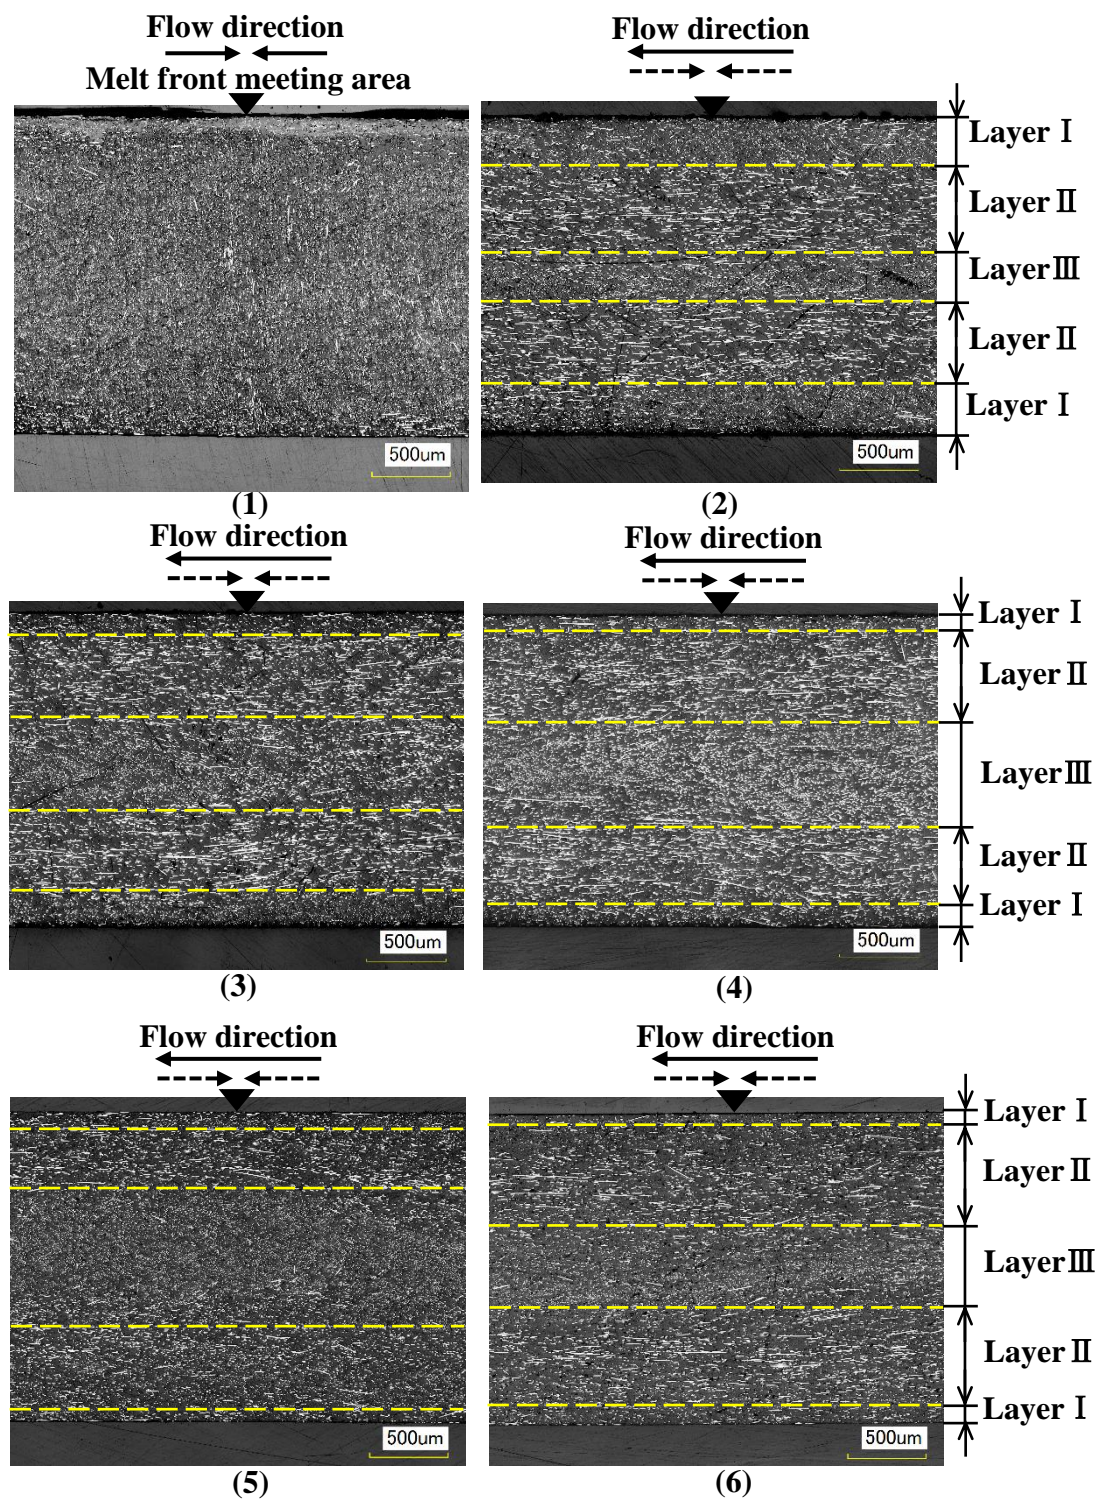 Flow direction
Melt front meeting area
500um
(1)
Flow direction
Layer Ⅰ
Layer Ⅱ
Layer Ⅲ
Layer Ⅱ
Layer Ⅰ
500um
(2)
Flow direction
500um
(3)
Flow direction
Layer Ⅰ
Layer Ⅱ
Layer Ⅲ
Layer Ⅱ
Layer Ⅰ
500um
(4)
Flow direction
500um
(5)
Flow direction
Layer Ⅰ
Layer Ⅱ
Layer Ⅲ
Layer Ⅱ
Layer Ⅰ
500um
(6)